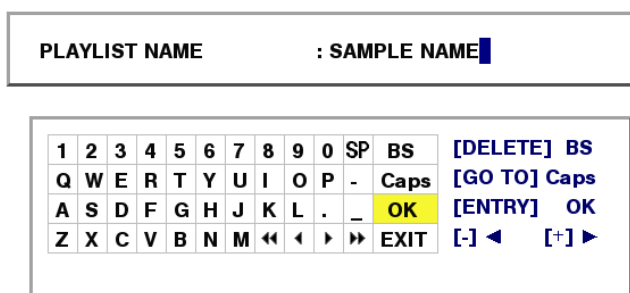 PLAYLIST NAME : SAMPLE NAME
1 2 3 4 5 6 7 8 9 0 SP BS [DELETE] BS
Q W E R T Y U I O P - Caps [GO TO] Caps
A S D F G H J K L . _ OK [ENTRY] OK
Z X C V B N M ◀◀ ◀ ▶ ▶▶ EXIT [-] ◀ [+] ▶